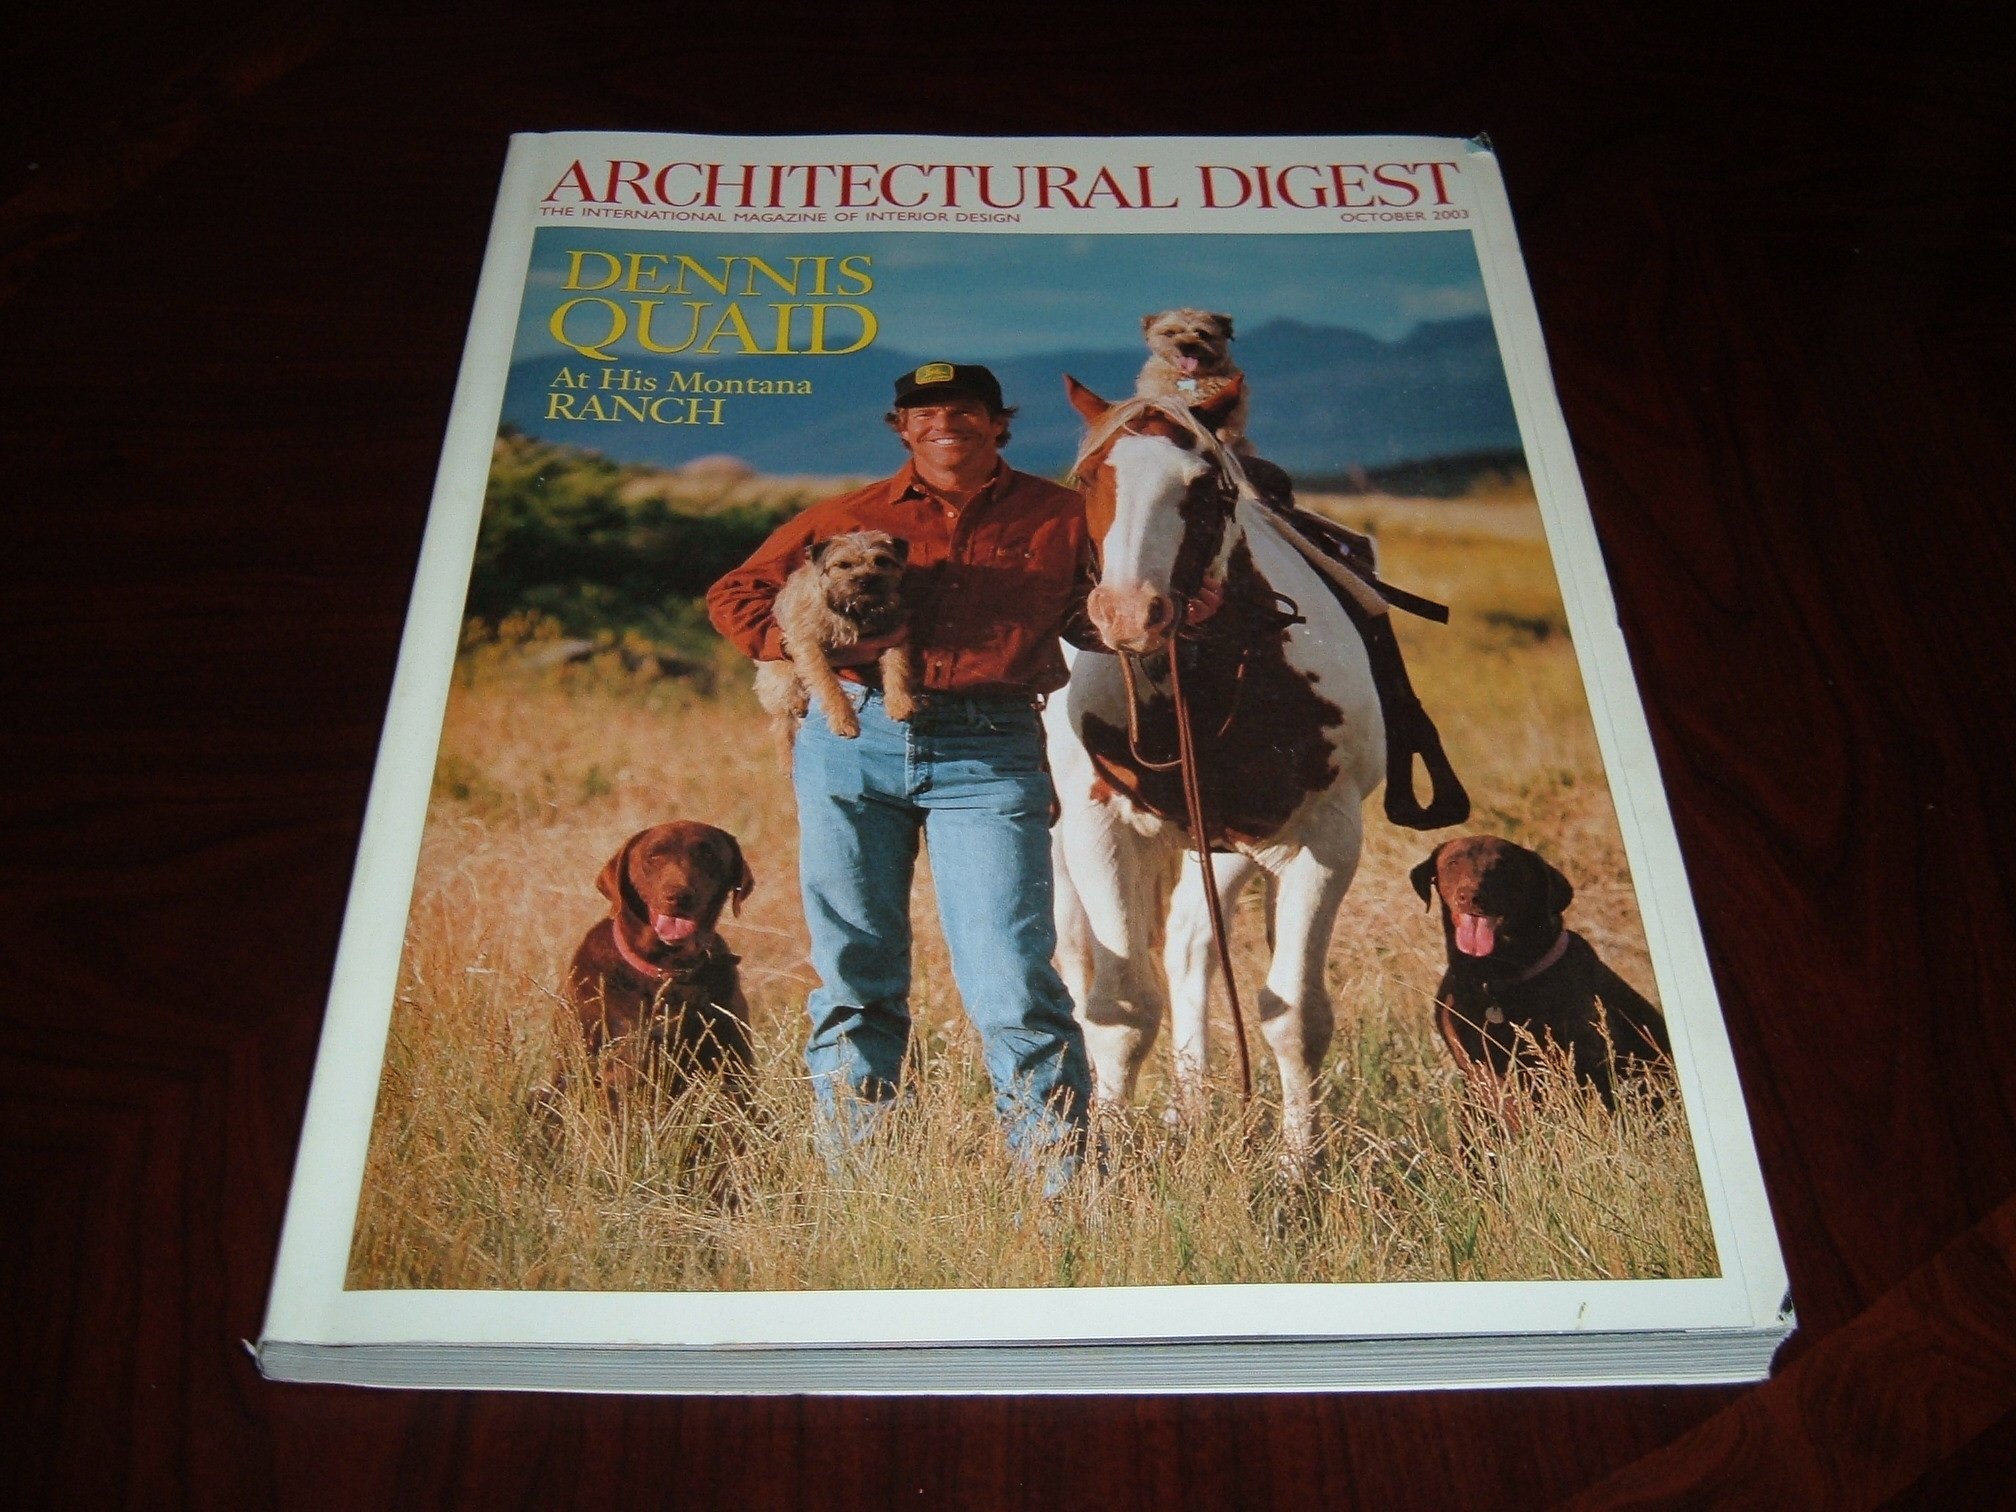 ARCHITECTURAL DIGEST
THE INTERNATIONAL MAGAZINE OF INTERIOR DESIGN OCTOBER 2003
DENNIS
QUAID
At His Montana
RANCH